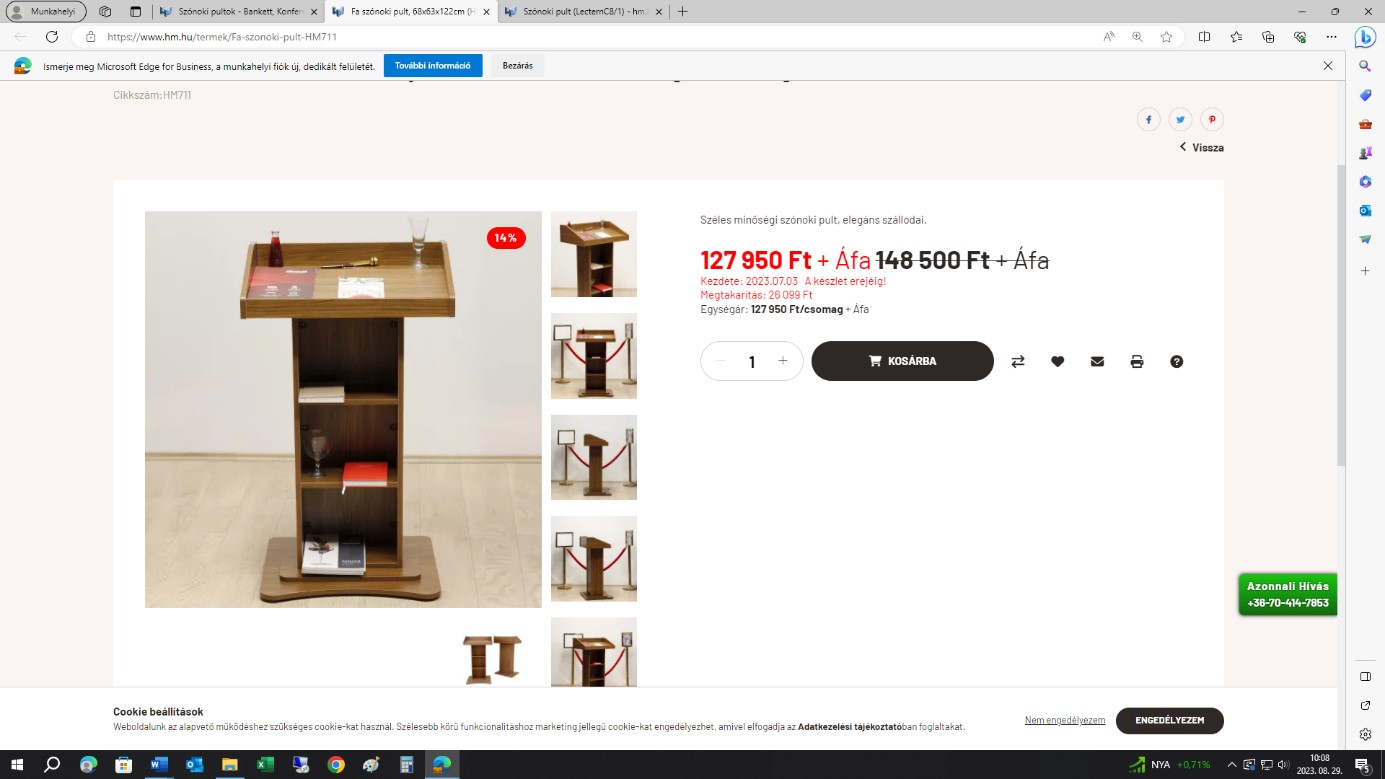 Munkahelyi
Szónoki pultok - Bankett, Konfere
Fa szónoki pult, 68x63x122cm (H
Szónoki pult (LecternC8/1) - hm.h
https://www.hm.hu/termek/Fa-szonoki-pult-HM711
Ismerje meg Microsoft Edge for Business, a munkahelyi fiók új, dedikált felületét.
További információ
Bezárás
Cikkszám:HM711
Vissza
14%
Széles minőségi szónoki pult, elegáns szállodai.
127 950 Ft + Áfa 148 500 Ft + Áfa
Kezdete: 2023.07.03 A készlet erejéig!
Megtakarítás: 26 099 Ft
Egységár: 127 950 Ft/csomag + Áfa
1
KOSÁRBA
Azonnali Hívás
+36-70-414-7853
Cookie beállítások
Weboldalunk az alapvető működéshez szükséges cookie-kat használ. Szélesebb körű funkcionalitáshoz marketing jellegű cookie-kat engedélyezhet, amivel elfogadja az Adatkezelési tájékoztatóban foglaltakat.
Nem engedélyezem
ENGEDÉLYEZEM
NYA +0,71%
10:08
2023. 08. 29.
5